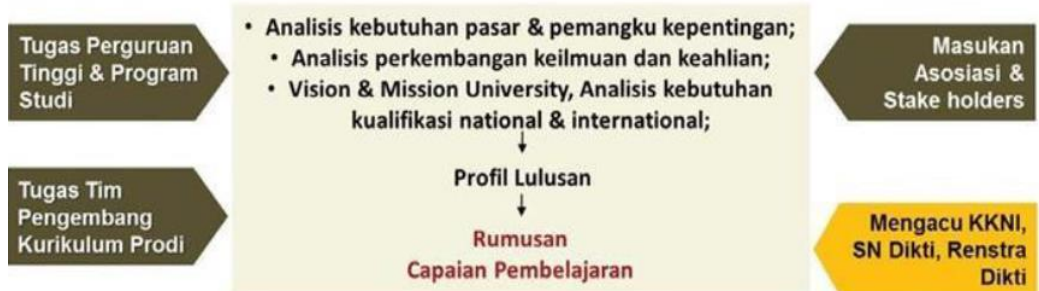 Tugas Perguruan
Tinggi & Program
Studi
• Analisis kebutuhan pasar & pemangku kepentingan;
• Analisis perkembangan keilmuan dan keahlian;
• Vision & Mission University, Analisis kebutuhan
kualifikasi national & international;
Masukan
Asosiasi &
Stake holders
Tugas Tim
Pengembang
Kurikulum Prodi
Profil Lulusan
Rumusan
Capaian Pembelajaran
Mengacu KKNI,
SN Dikti, Renstra
Dikti